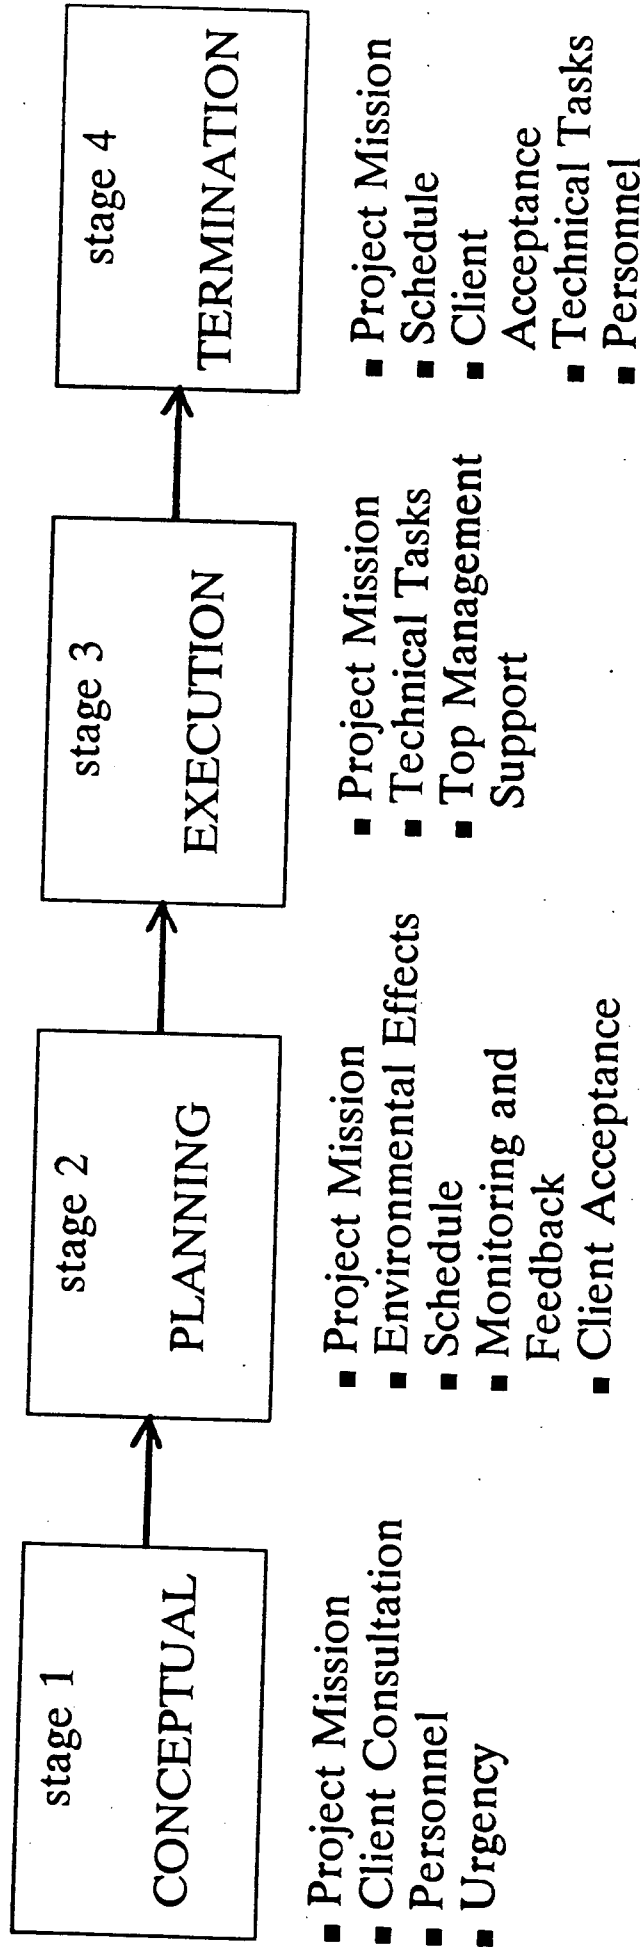 stage 1
CONCEPTUAL
■ Project Mission
■ Client Consultation
■ Personnel
■ Urgency
stage 2
PLANNING
■ Project Mission
■ Environmental Effects
■ Schedule
■ Monitoring and
Feedback
■ Client Acceptance
stage 3
EXECUTION
■ Project Mission
■ Technical Tasks
■ Top Management
Support
stage 4
TERMINATION
■ Project Mission
■ Schedule
■ Client
Acceptance
■ Technical Tasks
■ Personnel